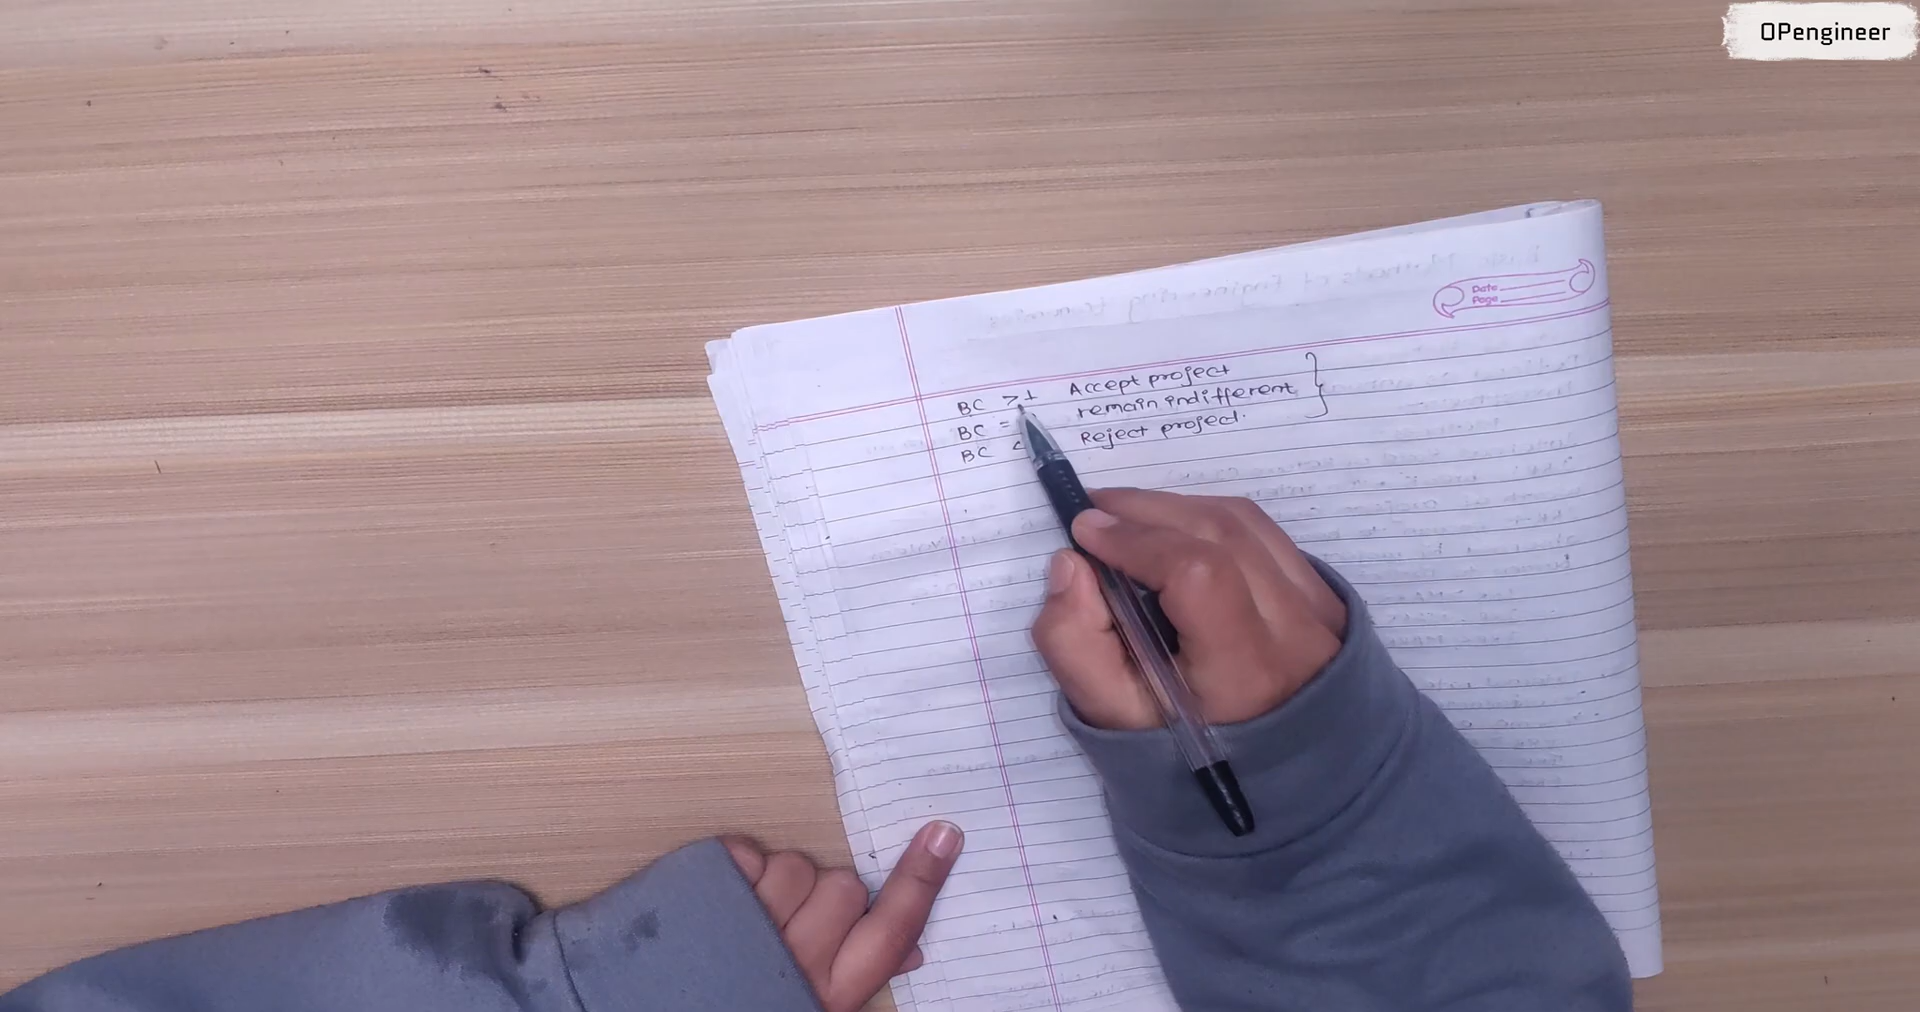 OPengineer
Date
Page
BC >1 Accept project
BC = remain indifferent
BC < Reject project.